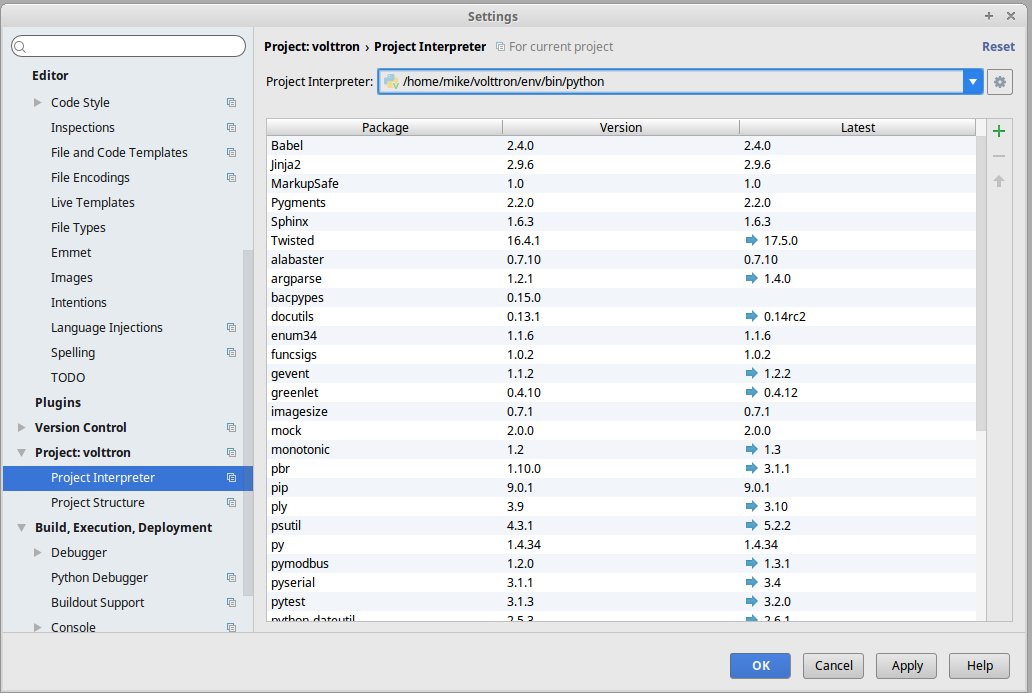 Settings
Project: volttron › Project Interpreter For current project Reset
Editor
Code Style
Inspections
File and Code Templates
File Encodings
Live Templates
File Types
Emmet
Images
Intentions
Language Injections
Spelling
TODO
Plugins
Version Control
Project: volttron
Project Interpreter
Project Structure
Build, Execution, Deployment
Debugger
Python Debugger
Buildout Support
Console
Project Interpreter: /home/mike/volttron/env/bin/python
Package Version Latest
Babel 2.4.0 2.4.0
Jinja2 2.9.6 2.9.6
MarkupSafe 1.0 1.0
Pygments 2.2.0 2.2.0
Sphinx 1.6.3 1.6.3
Twisted 16.4.1 17.5.0
alabaster 0.7.10 0.7.10
argparse 1.2.1 1.4.0
bacpypes 0.15.0
docutils 0.13.1 0.14rc2
enum34 1.1.6 1.1.6
funcsigs 1.0.2 1.0.2
gevent 1.1.2 1.2.2
greenlet 0.4.10 0.4.12
imagesize 0.7.1 0.7.1
mock 2.0.0 2.0.0
monotonic 1.2 1.3
pbr 1.10.0 3.1.1
pip 9.0.1 9.0.1
ply 3.9 3.10
psutil 4.3.1 5.2.2
py 1.4.34 1.4.34
pymodbus 1.2.0 1.3.1
pyserial 3.1.1 3.4
pytest 3.1.3 3.2.0
python-dateutil 2.5.3 2.6.1
OK Cancel Apply Help